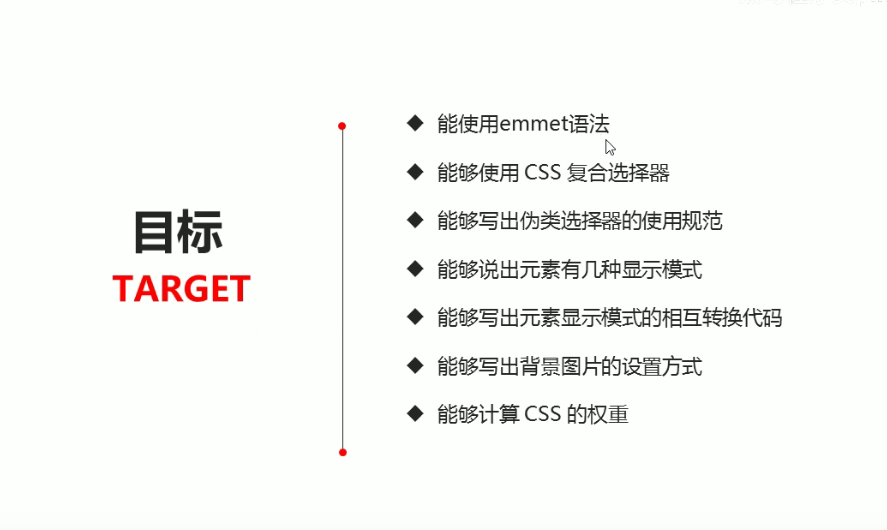 目标
TARGET
能使用emmet语法
能够使用 CSS 复合选择器
能够写出伪类选择器的使用规范
能够说出元素有几种显示模式
能够写出元素显示模式的相互转换代码
能够写出背景图片的设置方式
能够计算 CSS 的权重